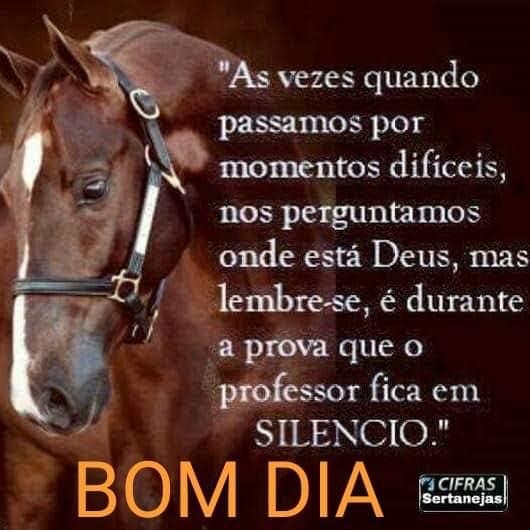 "As vezes quando
passamos por
momentos difíceis,
nos perguntamos
onde está Deus, mas
lembre-se, é durante
a prova que o
professor fica em
SILENCIO."
BOM DIA
CIFRAS
Sertanejas